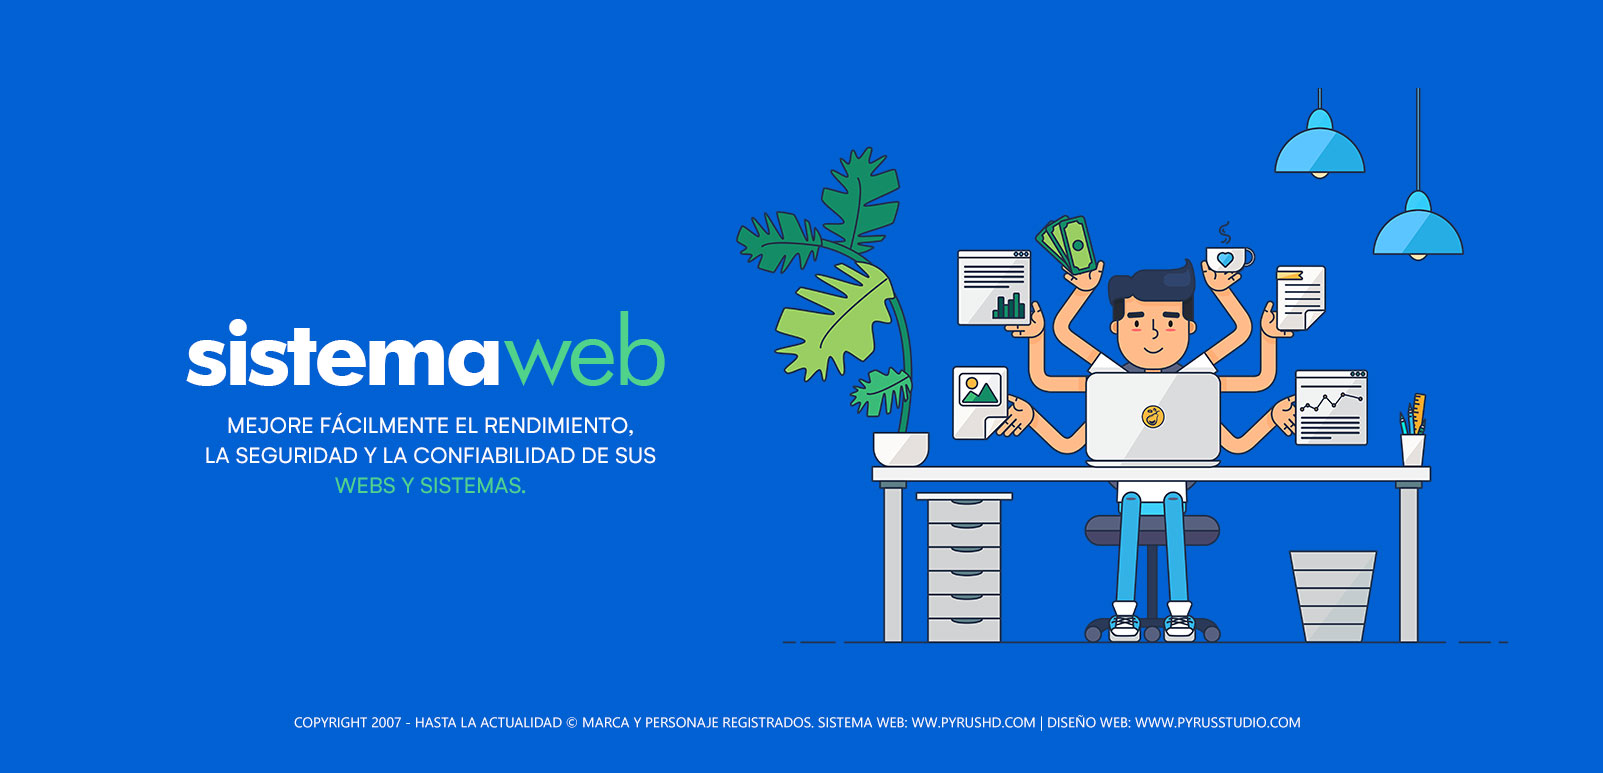 sistemaweb
MEJORE FÁCILMENTE EL RENDIMIENTO,
LA SEGURIDAD Y LA CONFIABILIDAD DE SUS
WEBS Y SISTEMAS.
COPYRIGHT 2007 - HASTA LA ACTUALIDAD © MARCA Y PERSONAJE REGISTRADOS. SISTEMA WEB: WW.PYRUSHD.COM | DISEÑO WEB: WWW.PYRUSSTUDIO.COM